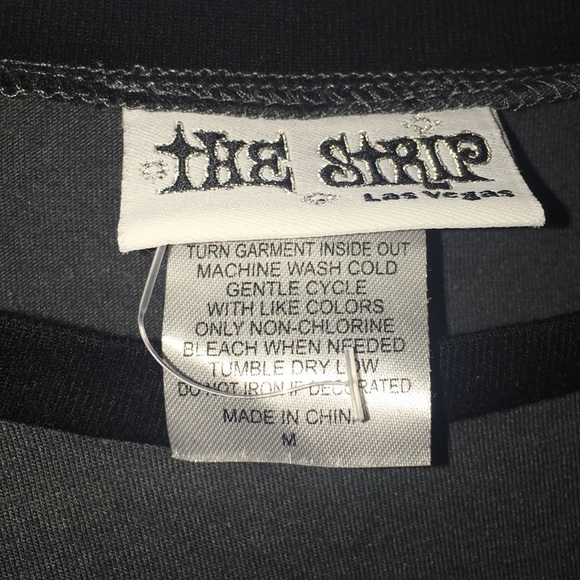 THE STRIP
Las Vegas
TURN GARMENT INSIDE OUT
MACHINE WASH COLD
GENTLE CYCLE
WITH LIKE COLORS
ONLY NON-CHLORINE
BLEACH WHEN NEEDED
TUMBLE DRY LOW
DO NOT IRON IF DECORATED
MADE IN CHINA
M